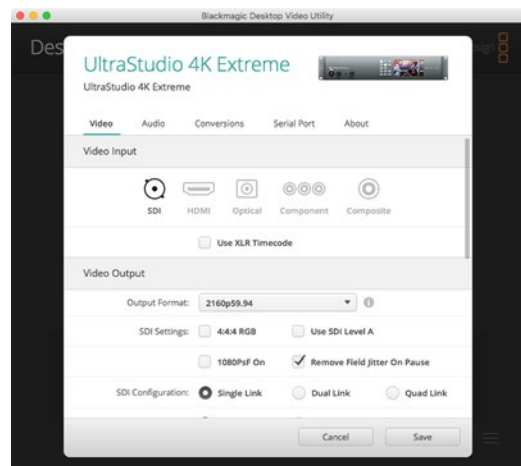 Blackmagic Desktop Video Utility
Des
sign
UltraStudio 4K Extreme
UltraStudio 4K Extreme
Video Audio Conversions Serial Port About
Video Input
SDI HDMI Optical Component Composite
Use XLR Timecode
Video Output
Output Format: 2160p59.94
SDI Settings: 4:4:4 RGB Use SDI Level A
1080PsF On Remove Field Jitter On Pause
SDI Configuration: Single Link Dual Link Quad Link
Cancel Save